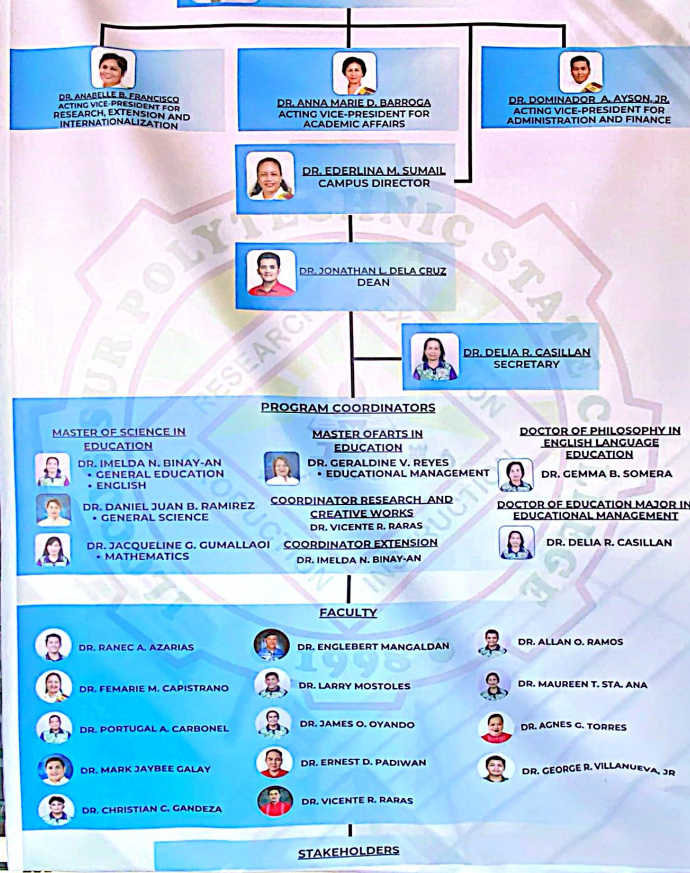 DR. ANABELLE B. FRANCISCO
ACTING VICE-PRESIDENT FOR
RESEARCH, EXTENSION AND
INTERNATIONALIZATION
DR. ANNA MARIE D. BARROGA
ACTING VICE-PRESIDENT FOR
ACADEMIC AFFAIRS
DR. DOMINADOR A. AYSON, JR.
ACTING VICE-PRESIDENT FOR
ADMINISTRATION AND FINANCE
DR. EDERLINA M. SUMAIL
CAMPUS DIRECTOR
DR. JONATHAN L. DELA CRUZ
DEAN
DR. DELIA R. CASILLAN
SECRETARY
PROGRAM COORDINATORS
MASTER OF SCIENCE IN
EDUCATION
DR. IMELDA N. BINAY-AN
• GENERAL EDUCATION
• ENGLISH
DR. DANIEL JUAN B. RAMIREZ
• GENERAL SCIENCE
DR. JACQUELINE G. GUMALLAOI
• MATHEMATICS
MASTER OF ARTS IN
EDUCATION
DR. GERALDINE V. REYES
• EDUCATIONAL MANAGEMENT
COORDINATOR RESEARCH AND
CREATIVE WORKS
DR. VICENTE R. RARAS
COORDINATOR EXTENSION
DR. IMELDA N. BINAY-AN
DOCTOR OF PHILOSOPHY IN
ENGLISH LANGUAGE
EDUCATION
DR. GEMMA B. SOMERA
DOCTOR OF EDUCATION MAJOR IN
EDUCATIONAL MANAGEMENT
DR. DELIA R. CASILLAN
FACULTY
DR. RANEC A. AZARIAS
DR. FEMARIE M. CAPISTRANO
DR. PORTUGAL A. CARBONEL
DR. MARK JAYBEE GALAY
DR. CHRISTIAN C. GANDEZA
DR. ENGLEBERT MANGALDAN
DR. LARRY MOSTOLES
DR. JAMES O. OYANDO
DR. ERNEST D. PADIWAN
DR. VICENTE R. RARAS
DR. ALLAN O. RAMOS
DR. MAUREEN T. STA. ANA
DR. AGNES G. TORRES
DR. GEORGE R. VILLANUEVA, JR
STAKEHOLDERS
SUR POLYTECHNIC STATE C
RESEARCH
INSTRUCTION
1998